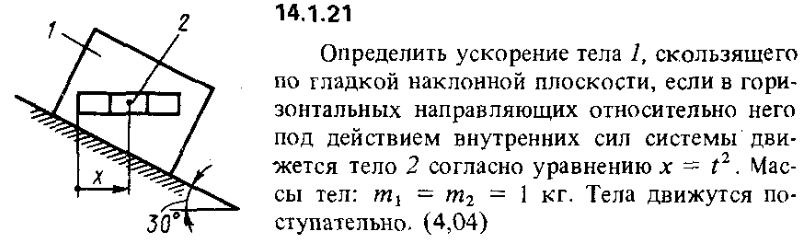 1
2
x
30°
14.1.21
Определить ускорение тела 1, скользящего
по гладкой наклонной плоскости, если в гори-
зонтальных направляющих относительно него
под действием внутренних сил системы дви-
жется тело 2 согласно уравнению x = t². Мас-
сы тел: m₁ = m₂ = 1 кг. Тела движутся по-
ступательно. (4,04)